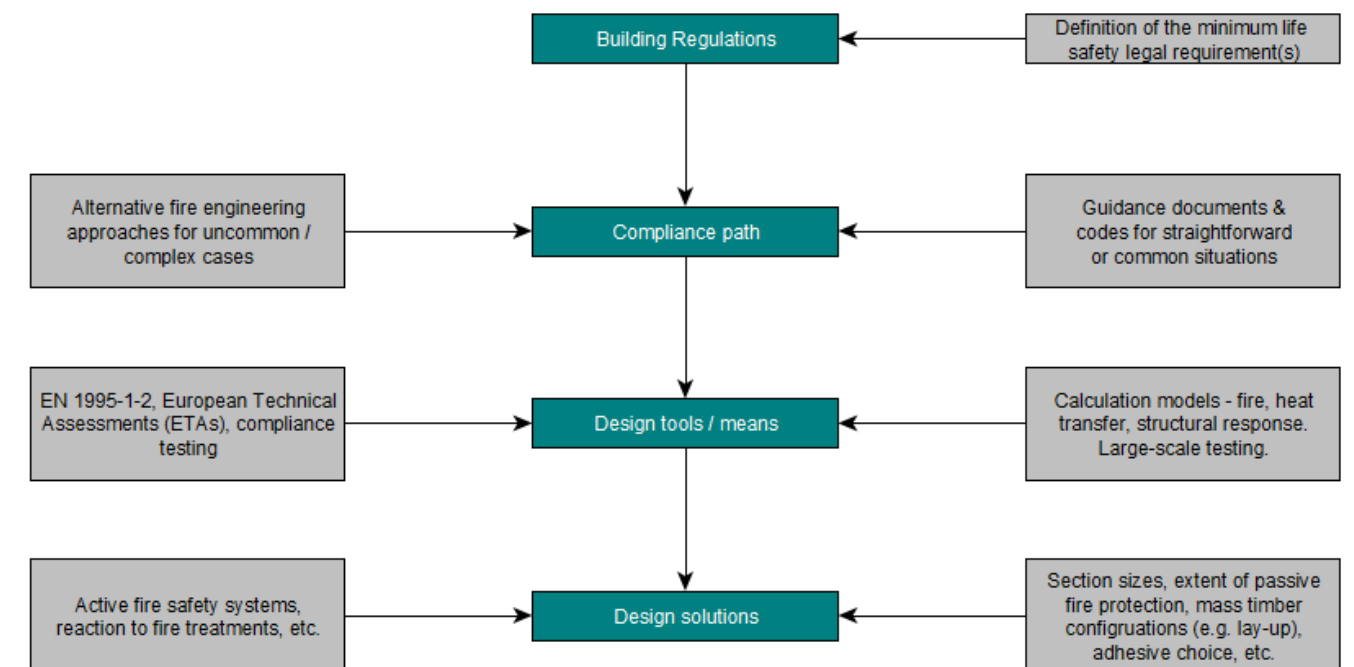 Building Regulations
Definition of the minimum life
safety legal requirement(s)
Alternative fire engineering
approaches for uncommon /
complex cases
Compliance path
Guidance documents &
codes for straightforward
or common situations
EN 1995-1-2, European Technical
Assessments (ETAs), compliance
testing
Design tools / means
Calculation models - fire, heat
transfer, structural response.
Large-scale testing.
Active fire safety systems,
reaction to fire treatments, etc.
Design solutions
Section sizes, extent of passive
fire protection, mass timber
configruations (e.g. lay-up),
adhesive choice, etc.